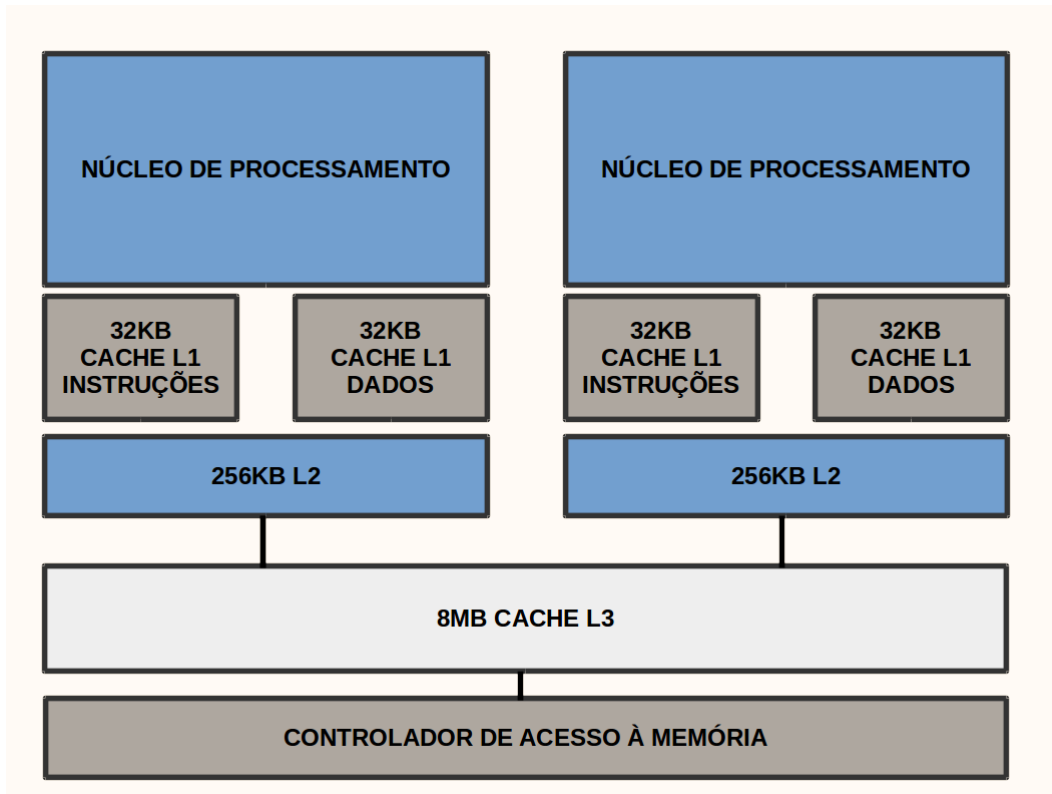 NÚCLEO DE PROCESSAMENTO
NÚCLEO DE PROCESSAMENTO
32KB
CACHE L1
INSTRUÇÕES
32KB
CACHE L1
DADOS
32KB
CACHE L1
INSTRUÇÕES
32KB
CACHE L1
DADOS
256KB L2
256KB L2
8MB CACHE L3
CONTROLADOR DE ACESSO À MEMÓRIA